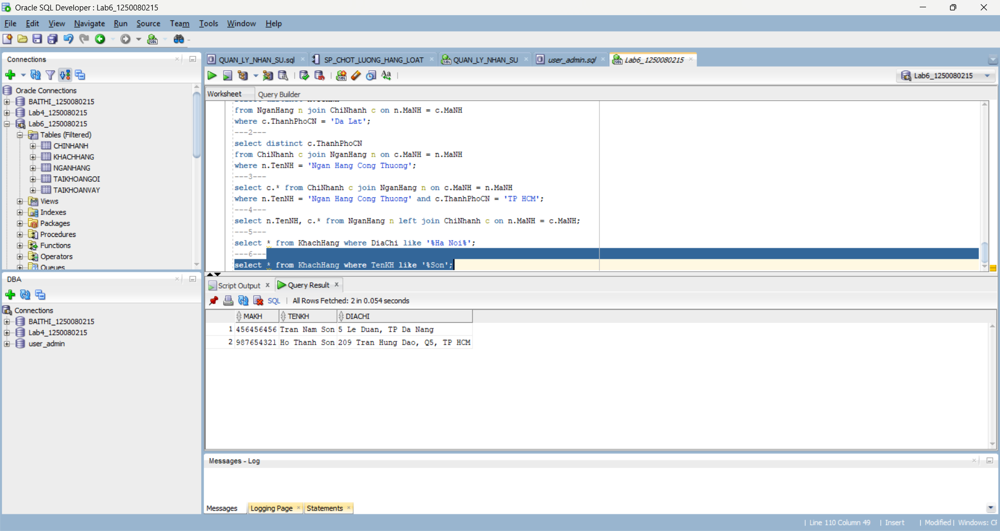 Oracle SQL Developer : Lab6_1250080215
File Edit View Navigate Run Source Team Tools Window Help
Connections
Oracle Connections
BAITHI_1250080215
Lab4_1250080215
Lab6_1250080215
Tables (Filtered)
CHINHANH
KHACHHANG
NGANHANG
TAIKHOANGOI
TAIKHOANVAY
Views
Indexes
Packages
Procedures
Functions
Operators
Queues
DBA
Connections
BAITHI_1250080215
Lab4_1250080215
user_admin
QUAN_LY_NHAN_SU.sql SP_CHOT_LUONG_HANG_LOAT QUAN_LY_NHAN_SU user_admin.sql Lab6_1250080215
Lab6_1250080215
Worksheet Query Builder
from NganHang n join ChiNhanh c on n.MaNH = c.MaNH
where c.ThanhPhoCN = 'Da Lat';
---2---
select distinct c.ThanhPhoCN
from ChiNhanh c join NganHang n on c.MaNH = n.MaNH
where n.TenNH = 'Ngan Hang Cong Thuong';
---3---
select c.* from ChiNhanh c join NganHang n on c.MaNH = n.MaNH
where n.TenNH = 'Ngan Hang Cong Thuong' and c.ThanhPhoCN = 'TP HCM';
---4---
select n.TenNH, c.* from NganHang n left join ChiNhanh c on n.MaNH = c.MaNH;
---5---
select * from KhachHang where DiaChi like '%Ha Noi%';
---6---
select * from KhachHang where TenKH like '%Son';
Script Output Query Result
SQL All Rows Fetched: 2 in 0.054 seconds
MAKH TENKH DIACHI
1 456456456 Tran Nam Son 5 Le Duan, TP Da Nang
2 987654321 Ho Thanh Son 209 Tran Hung Dao, Q5, TP HCM
Messages - Log
Messages Logging Page Statements
Line 110 Column 49 Insert Modified Windows: